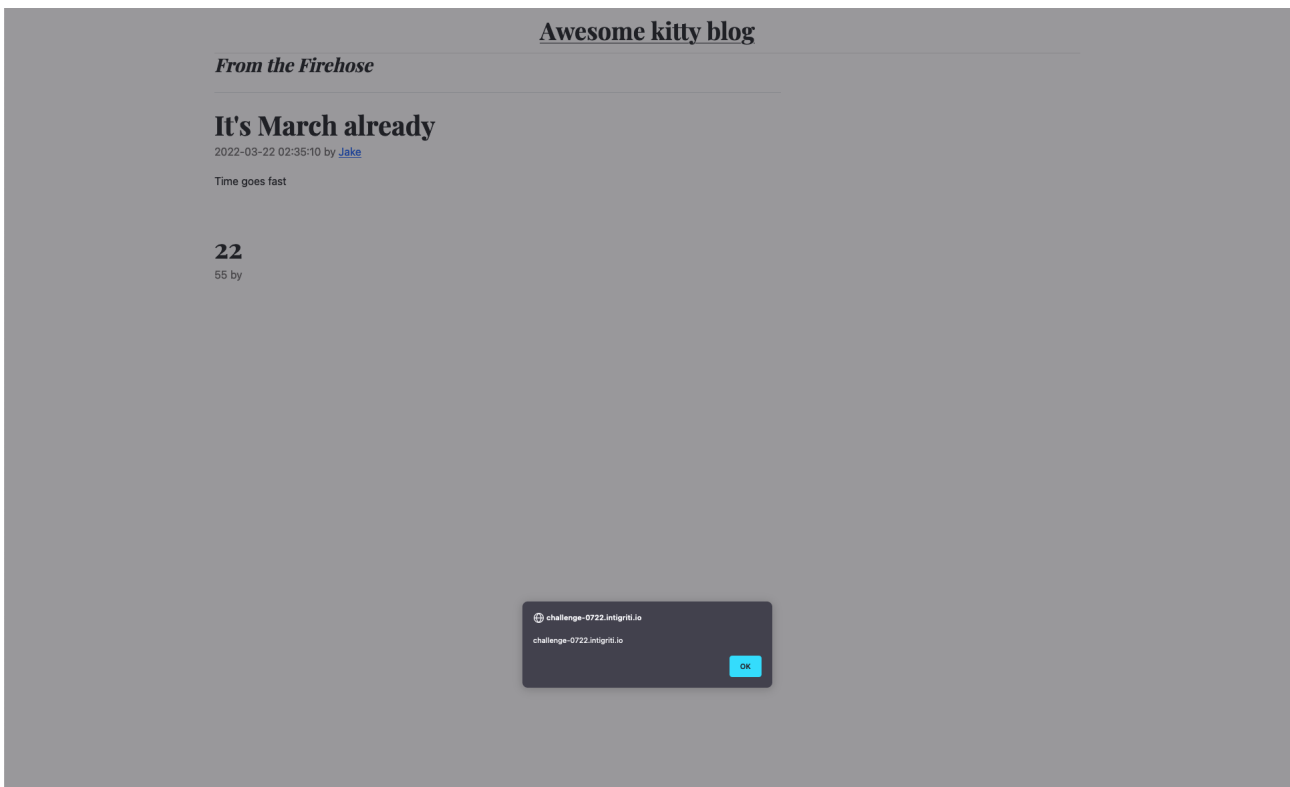 Awesome kitty blog
From the Firehose
It's March already
2022-03-22 02:35:10 by Jake
Time goes fast
22
55 by
challenge-0722.intigriti.io
challenge-0722.intigriti.io
OK